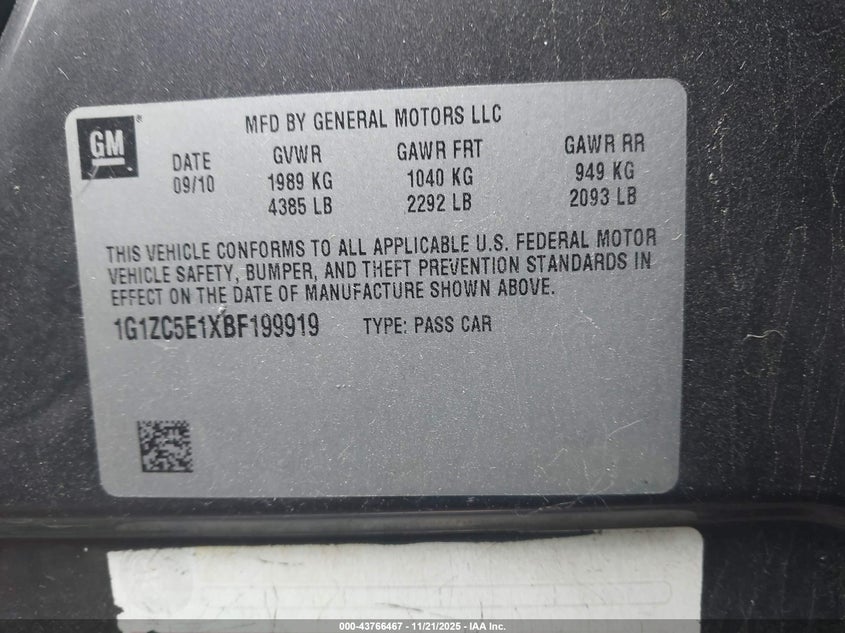 GM®
MFD BY GENERAL MOTORS LLC
DATE GVWR GAWR FRT GAWR RR
09/10 1989 KG 1040 KG 949 KG
4385 LB 2292 LB 2093 LB
THIS VEHICLE CONFORMS TO ALL APPLICABLE U.S. FEDERAL MOTOR
VEHICLE SAFETY, BUMPER, AND THEFT PREVENTION STANDARDS IN
EFFECT ON THE DATE OF MANUFACTURE SHOWN ABOVE.
1G1ZC5E1XBF199919 TYPE: PASS CAR
000-43766467 - 11/21/2025 - IAA Inc.